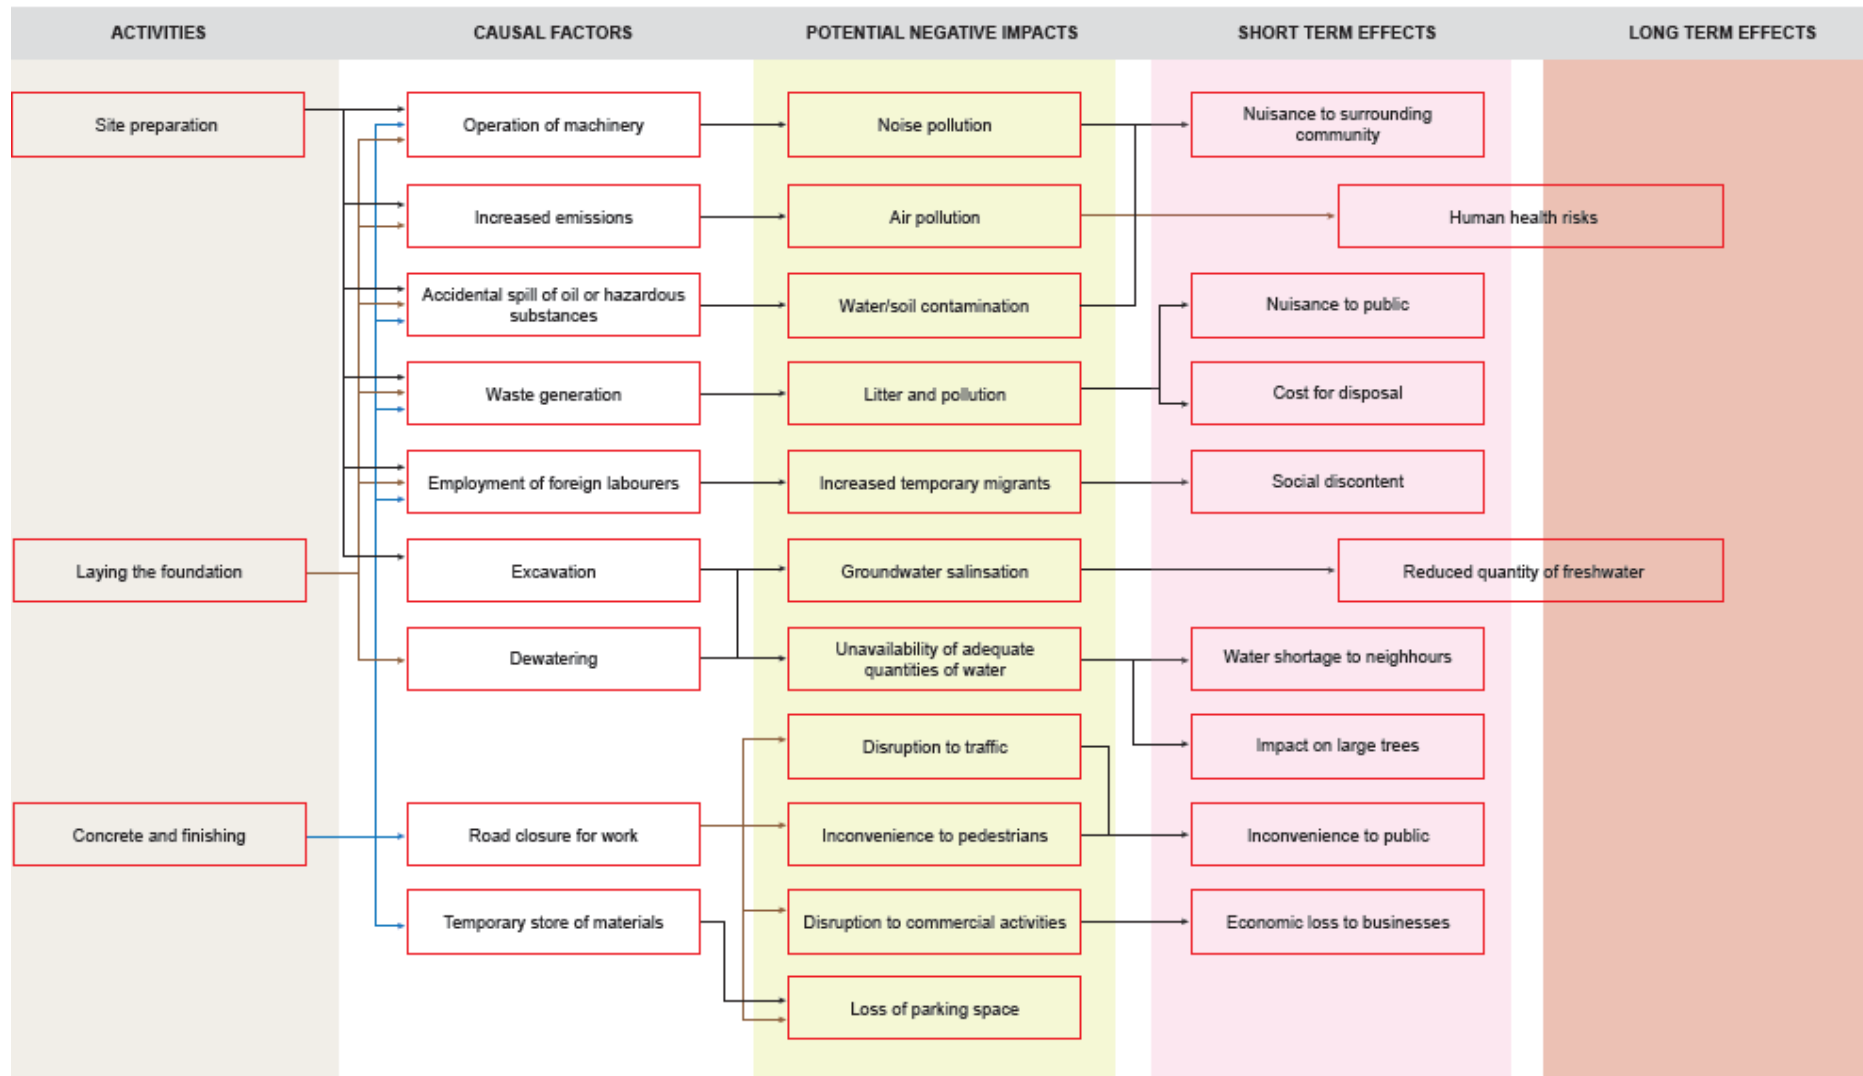 ACTIVITIES
CAUSAL FACTORS
POTENTIAL NEGATIVE IMPACTS
SHORT TERM EFFECTS
LONG TERM EFFECTS
Site preparation
Operation of machinery
Noise pollution
Nuisance to surrounding
community
Increased emissions
Air pollution
Human health risks
Accidental spill of oil or hazardous
substances
Water/soil contamination
Nuisance to public
Waste generation
Litter and pollution
Cost for disposal
Employment of foreign labourers
Increased temporary migrants
Social discontent
Laying the foundation
Excavation
Groundwater salinsation
Reduced quantity of freshwater
Dewatering
Unavailability of adequate
quantities of water
Water shortage to neighhours
Disruption to traffic
Impact on large trees
Concrete and finishing
Road closure for work
Inconvenience to pedestrians
Inconvenience to public
Temporary store of materials
Disruption to commercial activities
Economic loss to businesses
Loss of parking space